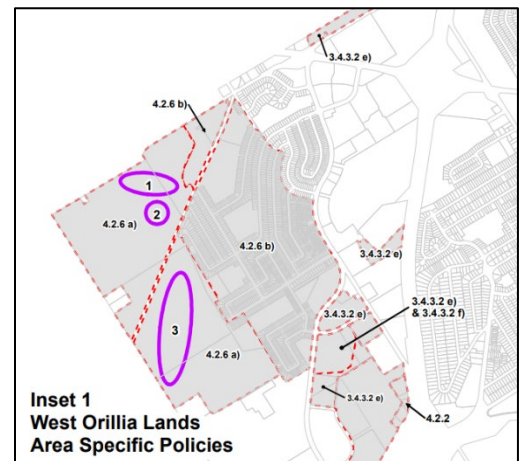 3.4.3.2 e)
4.2.6 b)
1
2
4.2.6 a)
4.2.6 b)
3.4.3.2 e)
3.4.3.2 e)
& 3.4.3.2 f)
3.4.3.2 e)
3
4.2.6 a)
3.4.3.2 e)
4.2.2
Inset 1
West Orillia Lands
Area Specific Policies